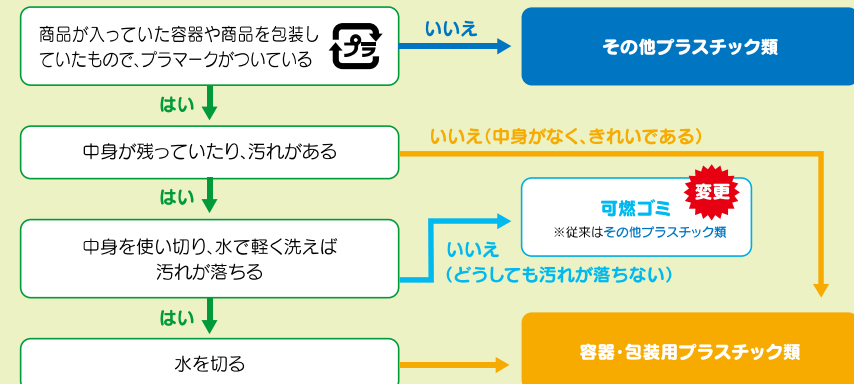 商品が入っていた容器や商品を包装し
ていたもので、プラマークがついている
プラ
いいえ
その他プラスチック類
はい
中身が残っていたり、汚れがある
いいえ(中身がなく、きれいである)
はい
変更
可燃ゴミ
※従来はその他プラスチック類
中身を使い切り、水で軽く洗えば
汚れが落ちる
いいえ
(どうしても汚れが落ちない)
はい
水を切る
容器・包装用プラスチック類